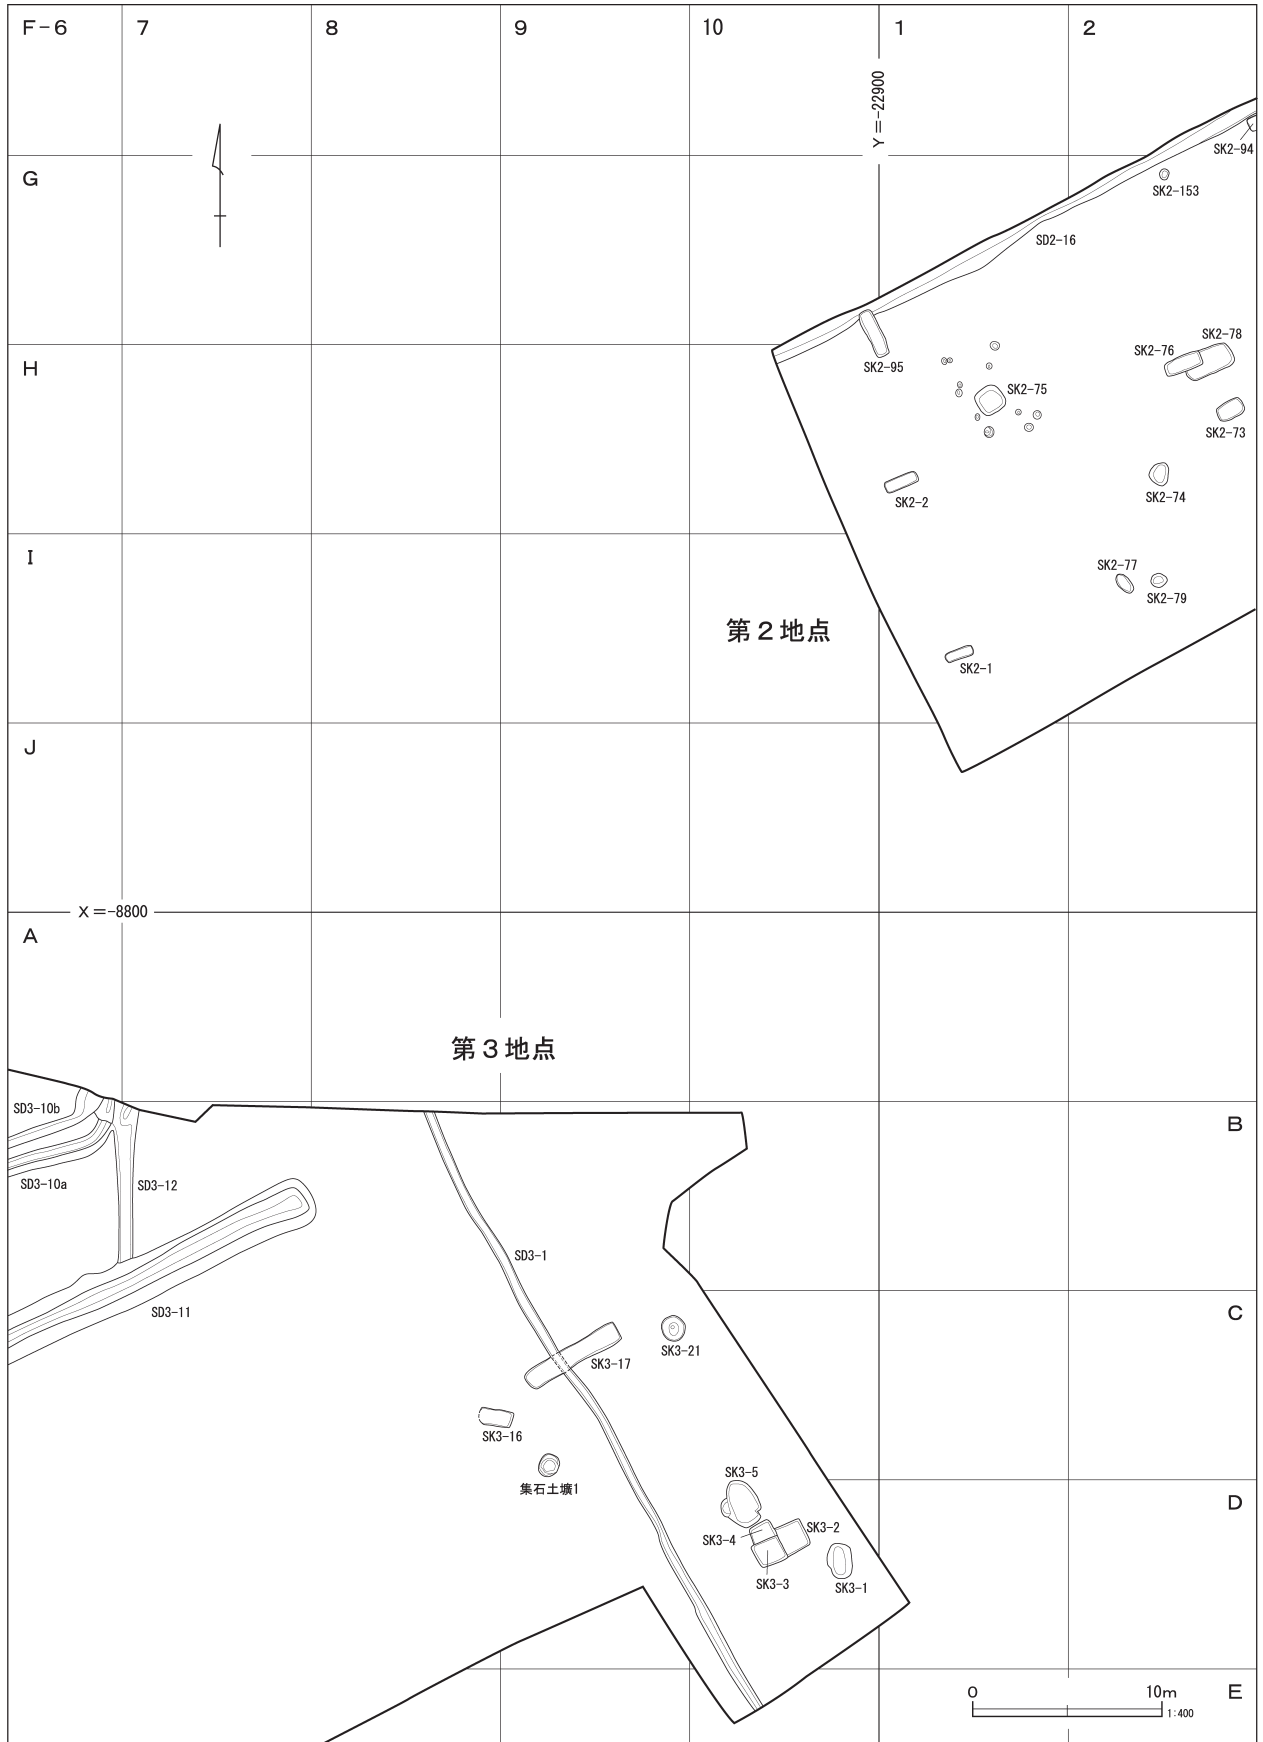 F-6 7 8 9 10 1 2
Y=-22900
SK2-94
G
SK2-153
SD2-16
SK2-78
SK2-76
H
SK2-95
SK2-75
SK2-73
SK2-74
SK2-2
I
SK2-77
SK2-79
第2地点
SK2-1
J
X=-8800
A
第3地点
SD3-10b
B
SD3-10a
SD3-12
SD3-1
SD3-11
C
SK3-21
SK3-17
SK3-16
SK3-5
集石土壙1
D
SK3-2
SK3-4
SK3-3
SK3-1
0 10m
E
1:400